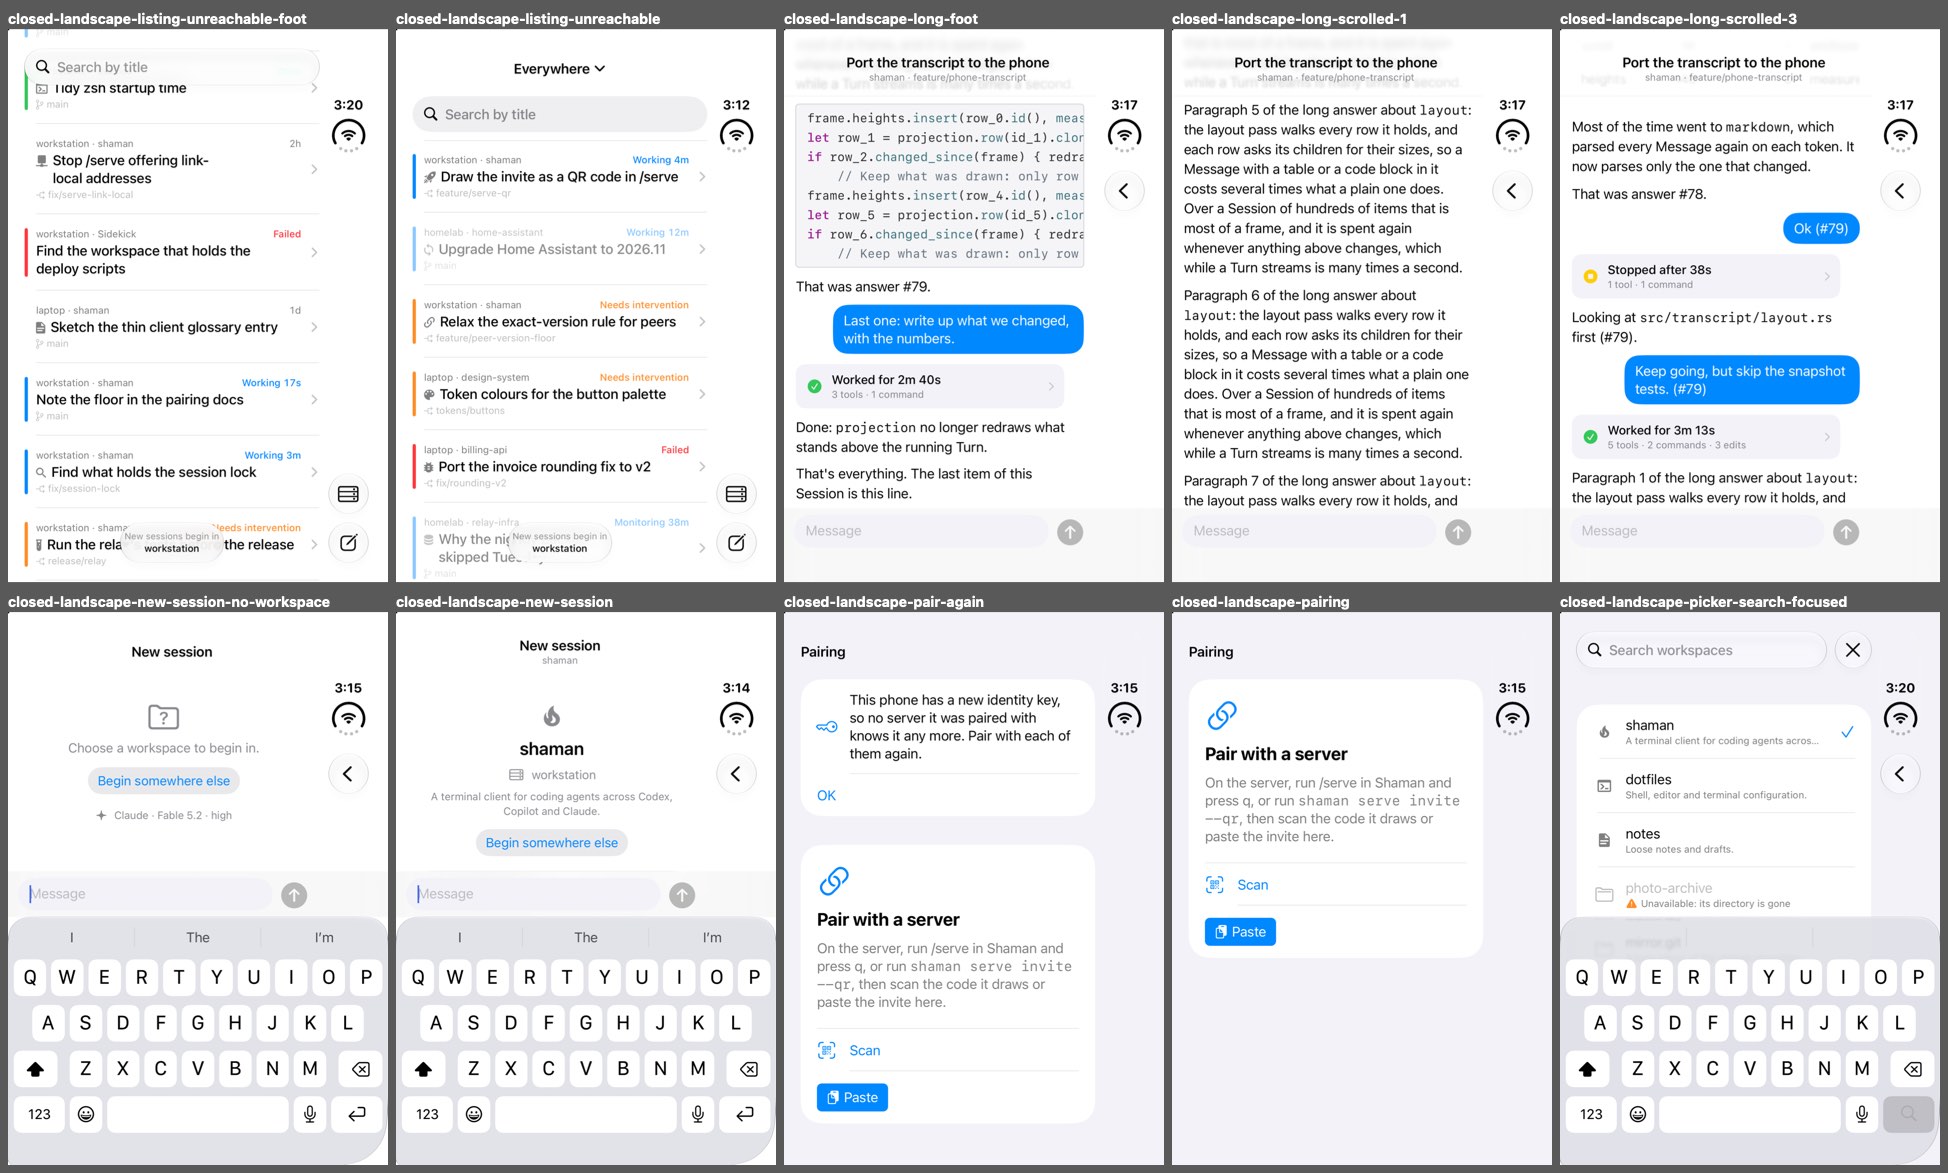 closed-landscape-listing-unreachable-foot
main
Search by title
Tidy zsh startup time
main
3:20
workstation · shaman
2h
Stop /serve offering link-
local addresses
fix/serve-link-local
workstation · Sidekick
Failed
Find the workspace that holds the
deploy scripts
laptop · shaman
1d
Sketch the thin client glossary entry
main
workstation · shaman
Working 17s
Note the floor in the pairing docs
main
workstation · shaman
Working 3m
Find what holds the session lock
fix/session-lock
workstation · shaman
Needs intervention
Run the rela
the release
New sessions begin in
workstation
release/relay
closed-landscape-listing-unreachable
Everywhere
Search by title
3:12
workstation · shaman
Working 4m
Draw the invite as a QR code in /serve
feature/serve-qr
homelab · home-assistant
Working 12m
Upgrade Home Assistant to 2026.11
main
workstation · shaman
Needs intervention
Relax the exact-version rule for peers
feature/peer-version-floor
laptop · design-system
Needs intervention
Token colours for the button palette
tokens/buttons
laptop · billing-api
Failed
Port the invoice rounding fix to v2
fix/rounding-v2
homelab · relay-infra
Monitoring 38m
Why the nig
skipped Tue
New sessions begin in
workstation
main
closed-landscape-long-foot
Port the transcript to the phone
shaman · feature/phone-transcript
while a Turn streams is many times a second
3:17
frame.heights.insert(row_0.id(), meas
let row_1 = projection.row(id_1).clor
if row_2.changed_since(frame) { redra
// Keep what was drawn: only row
frame.heights.insert(row_4.id(), meas
let row_5 = projection.row(id_5).clor
if row_6.changed_since(frame) { redra
// Keep what was drawn: only row
That was answer #79.
Last one: write up what we changed,
with the numbers.
Worked for 2m 40s
3 tools · 1 command
Done: projection no longer redraws what
stands above the running Turn.
That's everything. The last item of this
Session is this line.
Message
closed-landscape-long-scrolled-1
Port the transcript to the phone
shaman · feature/phone-transcript
while a Turn streams is many times a second
3:17
Paragraph 5 of the long answer about layout:
the layout pass walks every row it holds, and
each row asks its children for their sizes, so a
Message with a table or a code block in it
costs several times what a plain one does.
Over a Session of hundreds of items that is
most of a frame, and it is spent again
whenever anything above changes, which
while a Turn streams is many times a second.
Paragraph 6 of the long answer about
layout: the layout pass walks every row it
holds, and each row asks its children for their
sizes, so a Message with a table or a code
block in it costs several times what a plain one
does. Over a Session of hundreds of items
that is most of a frame, and it is spent again
whenever anything above changes, which
while a Turn streams is many times a second.
Paragraph 7 of the long answer about layout:
the layout pass walks every row it holds, and
Message
closed-landscape-long-scrolled-3
Port the transcript to the phone
shaman · feature/phone-transcript
heights
3:17
Most of the time went to markdown, which
parsed every Message again on each token. It
now parses only the one that changed.
That was answer #78.
Ok (#79)
Stopped after 38s
1 tool · 1 command
Looking at src/transcript/layout.rs
first (#79).
Keep going, but skip the snapshot
tests. (#79)
Worked for 3m 13s
5 tools · 2 commands · 3 edits
Paragraph 1 of the long answer about layout:
the layout pass walks every row it holds, and
Message
closed-landscape-new-session-no-workspace
New session
3:15
?
Choose a workspace to begin in.
Begin somewhere else
Claude · Fable 5.2 · high
Message
I The I'm
Q W E R T Y U I O P
A S D F G H J K L
Z X C V B N M
123
closed-landscape-new-session
New session
shaman
3:14
shaman
workstation
A terminal client for coding agents across Codex,
Copilot and Claude.
Begin somewhere else
Message
I The I'm
Q W E R T Y U I O P
A S D F G H J K L
Z X C V B N M
123
closed-landscape-pair-again
Pairing
3:15
This phone has a new identity key,
so no server it was paired with
knows it any more. Pair with each of
them again.
OK
Pair with a server
On the server, run /serve in Shaman and
press q, or run shaman serve invite
--qr, then scan the code it draws or
paste the invite here.
Scan
Paste
closed-landscape-pairing
Pairing
3:15
Pair with a server
On the server, run /serve in Shaman and
press q, or run shaman serve invite
--qr, then scan the code it draws or
paste the invite here.
Scan
Paste
closed-landscape-picker-search-focused
Search workspaces
3:20
shaman
A terminal client for coding agents acros...
dotfiles
Shell, editor and terminal configuration.
notes
Loose notes and drafts.
photo-archive
Unavailable: its directory is gone
mirror.git
Q W E R T Y U I O P
A S D F G H J K L
Z X C V B N M
123